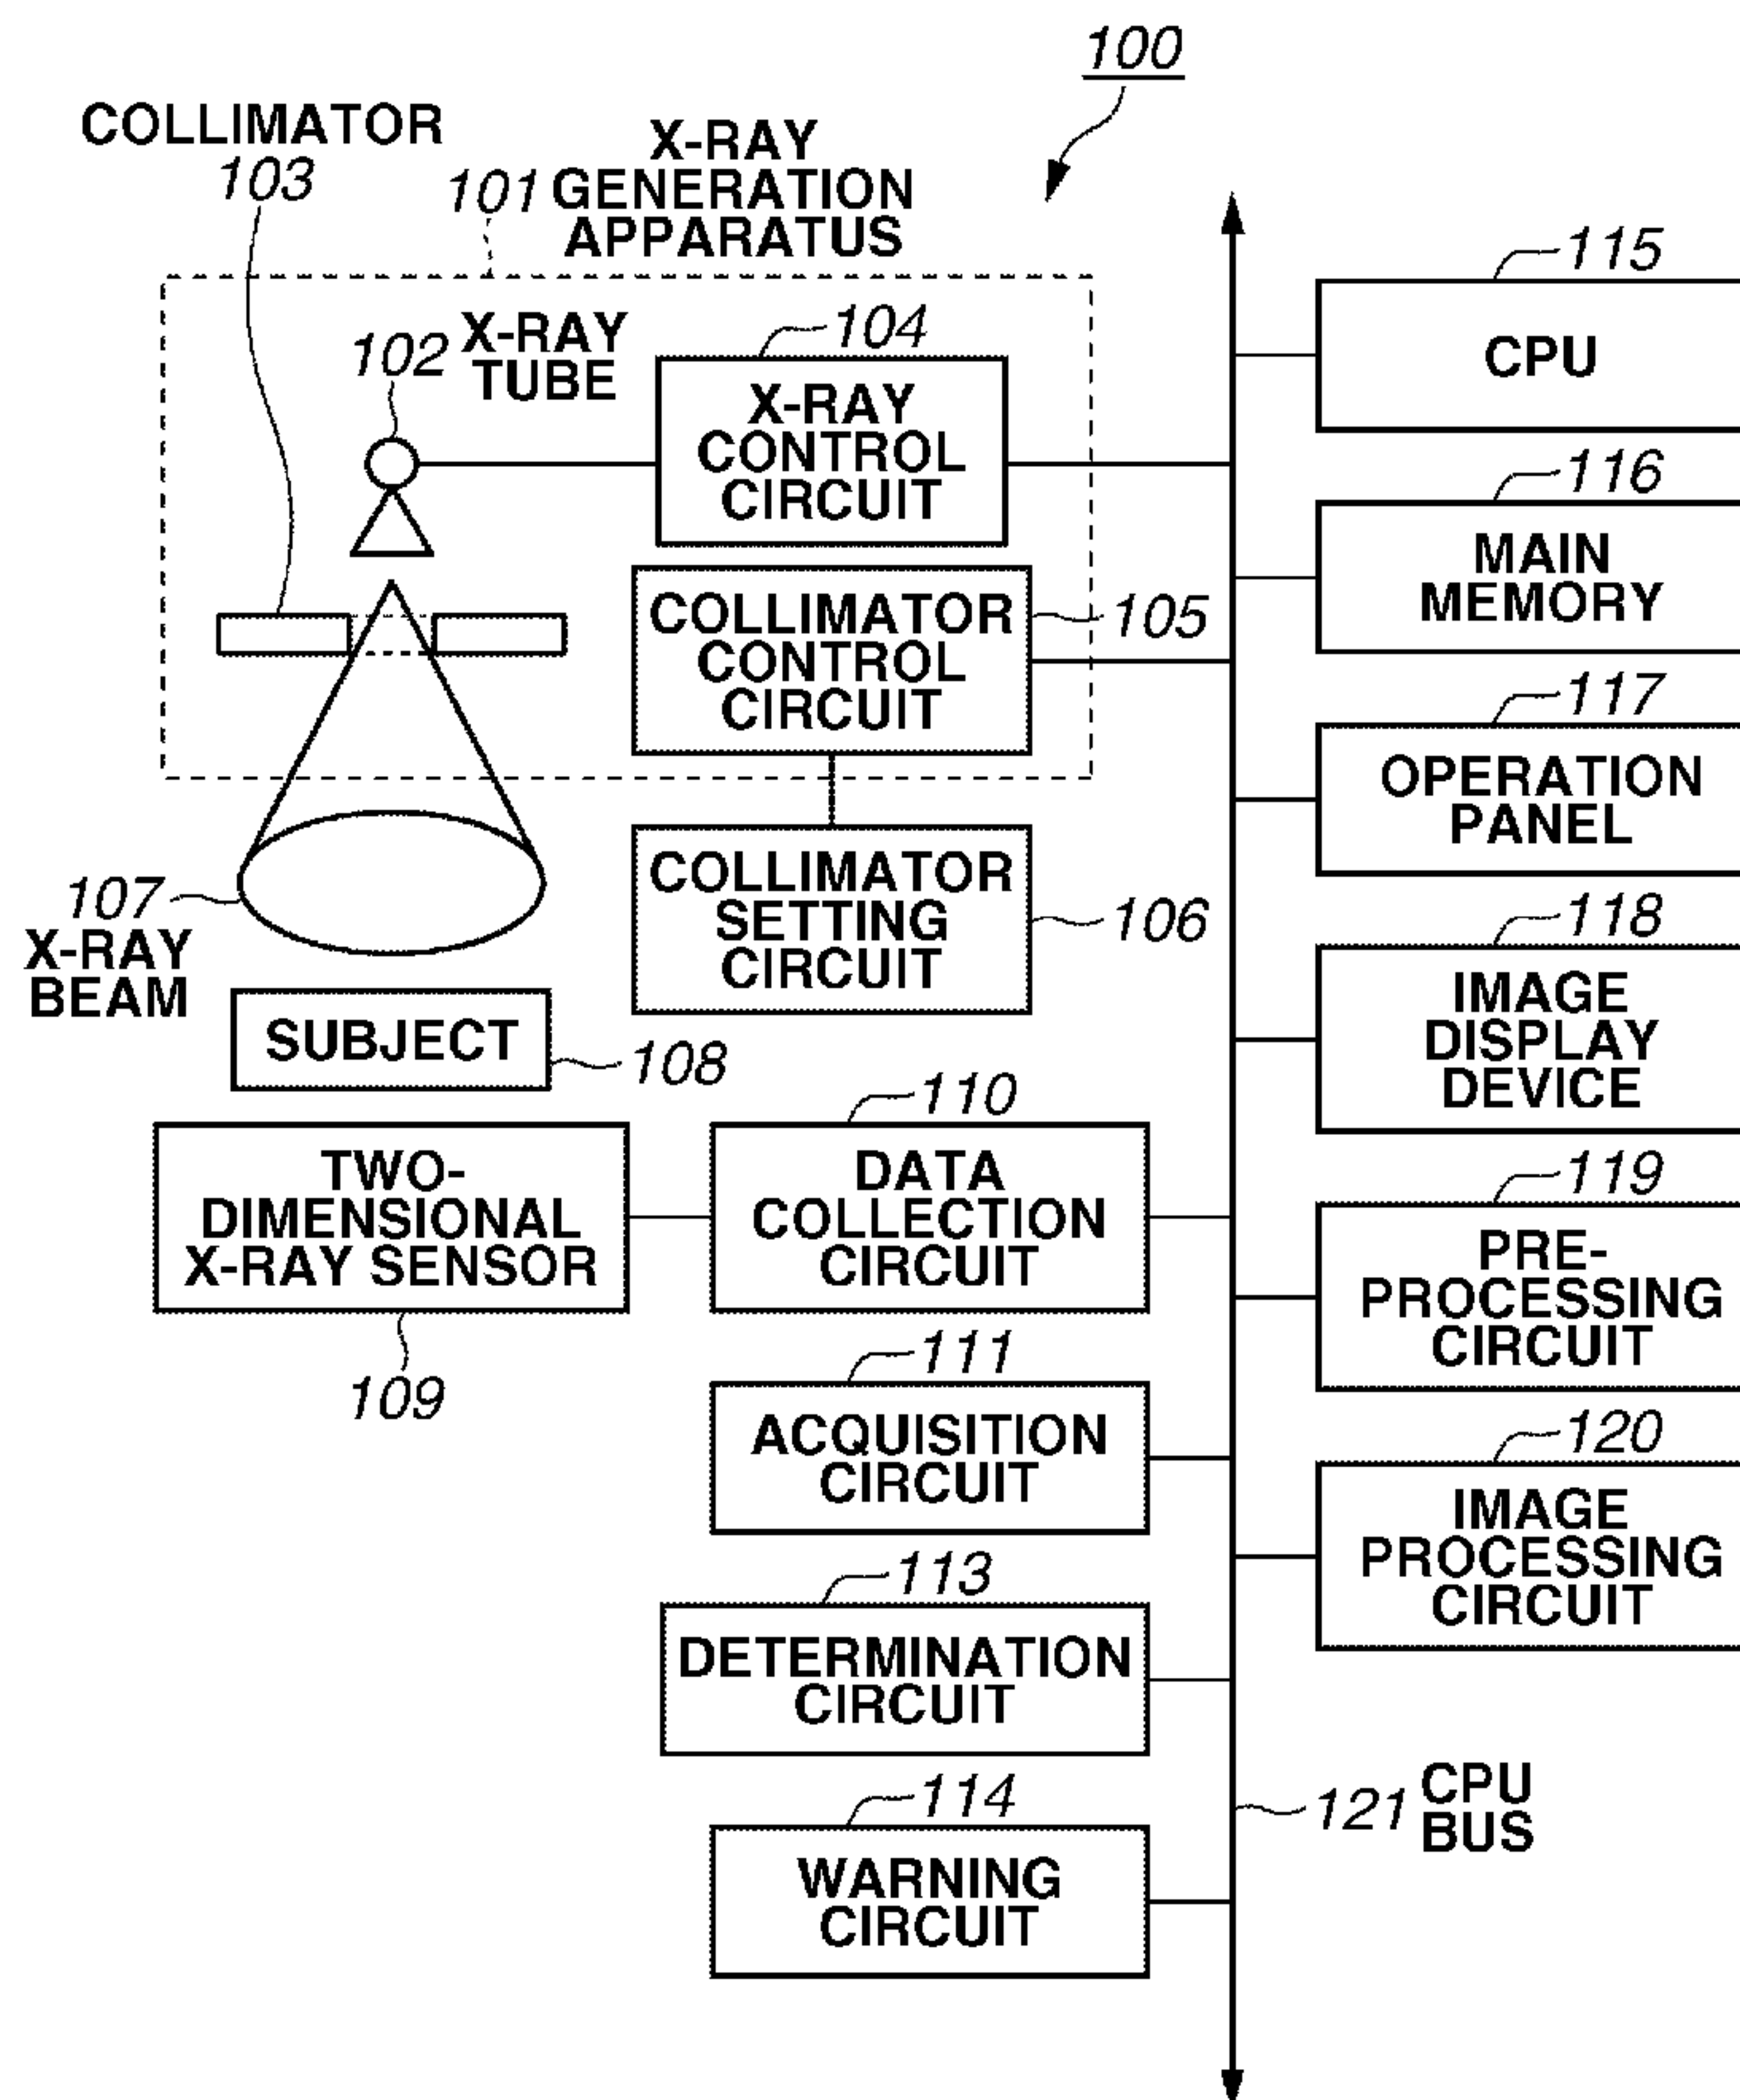 100
COLLIMATOR
103
101
X-RAY
GENERATION
APPARATUS
102
X-RAY
TUBE
104
X-RAY
CONTROL
CIRCUIT
COLLIMATOR
CONTROL
CIRCUIT
105
COLLIMATOR
SETTING
CIRCUIT
106
107
X-RAY
BEAM
SUBJECT
108
TWO-
DIMENSIONAL
X-RAY SENSOR
109
110
DATA
COLLECTION
CIRCUIT
111
ACQUISITION
CIRCUIT
113
DETERMINATION
CIRCUIT
114
WARNING
CIRCUIT
115
CPU
116
MAIN
MEMORY
117
OPERATION
PANEL
118
IMAGE
DISPLAY
DEVICE
119
PRE-
PROCESSING
CIRCUIT
120
IMAGE
PROCESSING
CIRCUIT
121
CPU
BUS